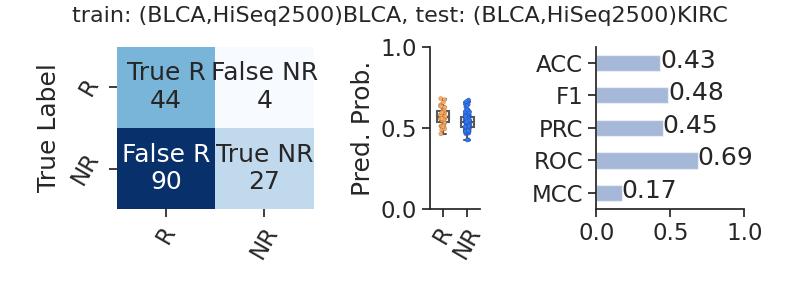 train: (BLCA,HiSeq2500)BLCA, test: (BLCA,HiSeq2500)KIRC
True Label
R
NR
True R
44
False NR
4
False R
90
True NR
27
R
NR
Pred. Prob.
1.0
0.5
0.0
R
NR
ACC
0.43
F1
0.48
PRC
0.45
ROC
0.69
MCC
0.17
0.0
0.5
1.0